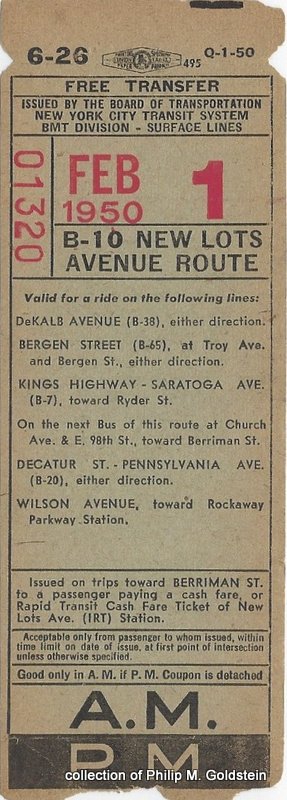 6-26 495 Q-1-50
FREE TRANSFER
ISSUED BY THE BOARD OF TRANSPORTATION
NEW YORK CITY TRANSIT SYSTEM
BMT DIVISION - SURFACE LINES
01320
FEB
1950
1
B-10 NEW LOTS
AVENUE ROUTE
Valid for a ride on the following lines:
DeKALB AVENUE (B-38), either direction.
BERGEN STREET (B-65), at Troy Ave.
and Bergen St., either direction.
KINGS HIGHWAY - SARATOGA AVE.
(B-7), toward Ryder St.
On the next Bus of this route at Church
Ave. & E. 98th St., toward Berriman St.
DECATUR ST. - PENNSYLVANIA AVE.
(B-20), either direction.
WILSON AVENUE, toward Rockaway
Parkway Station.
Issued on trips toward BERRIMAN ST.
to a passenger paying a cash fare, or
Rapid Transit Cash Fare Ticket of New
Lots Ave. (IRT) Station.
Acceptable only from passenger to whom issued, within
time limit on date of issue, at first point of intersection
unless otherwise specified.
Good only in A. M. if P. M. Coupon is detached
A.M.
P M
collection of Philip M. Goldstein